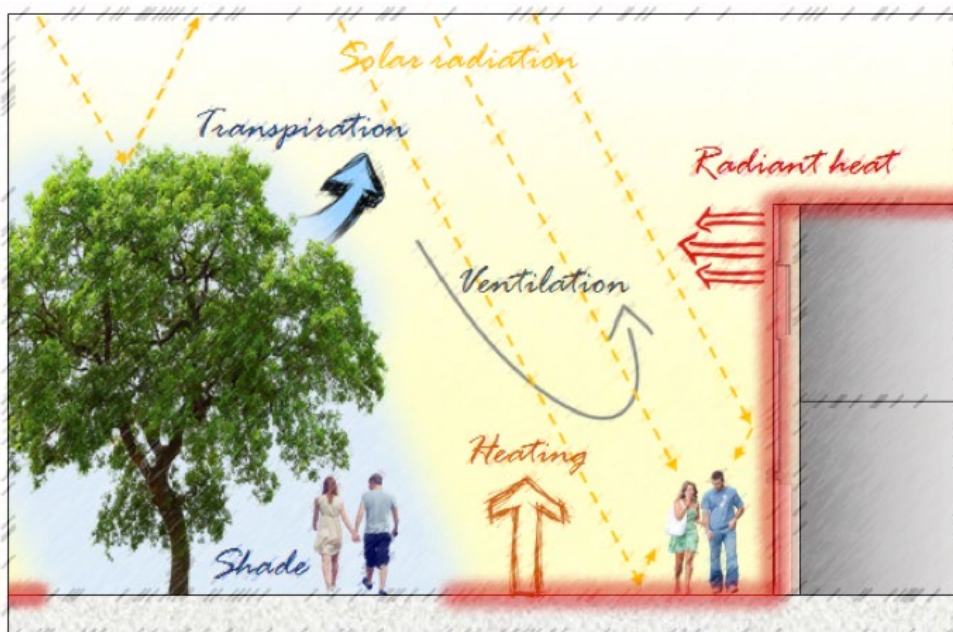 Solar radiation
Transpiration
Radiant heat
Ventilation
Heating
Shade